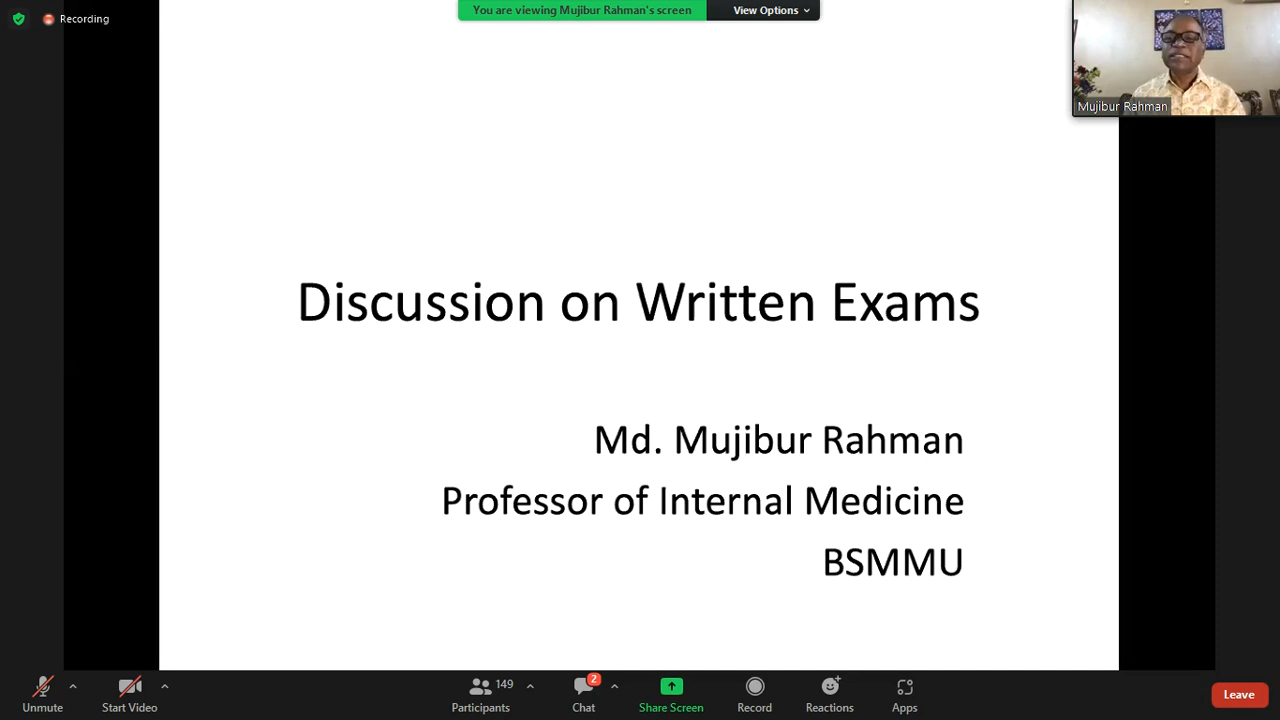 Recording
You are viewing Mujibur Rahman's screen
View Options
Mujibur Rahman
Discussion on Written Exams
Md. Mujibur Rahman
Professor of Internal Medicine
BSMMU
Unmute
Start Video
149
Participants
2
Chat
Share Screen
Record
Reactions
Apps
Leave